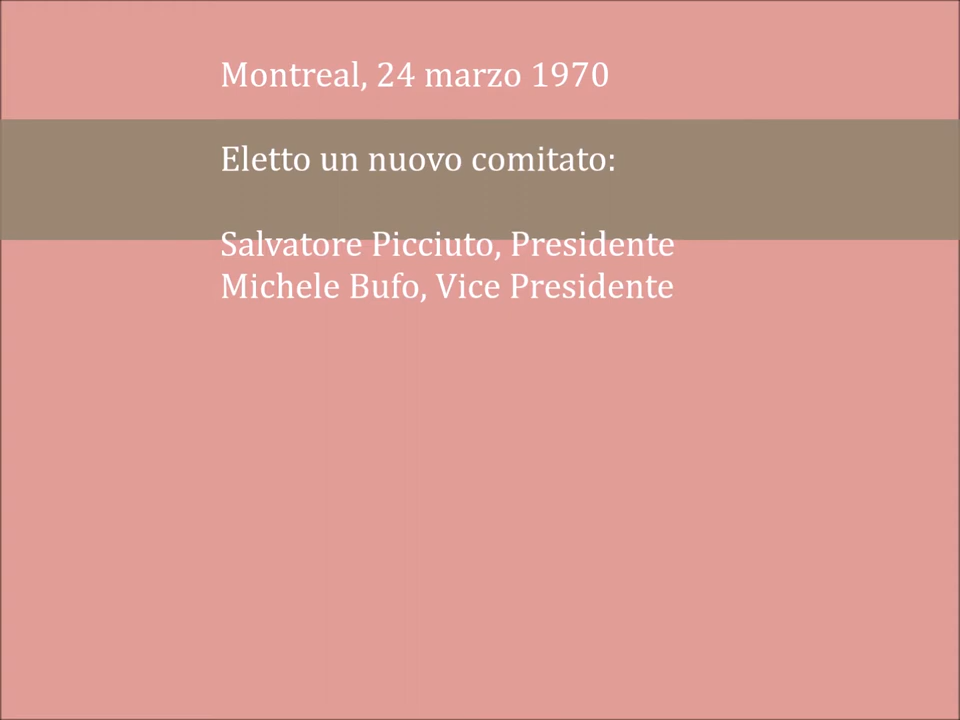 Montreal, 24 marzo 1970
Eletto un nuovo comitato:
Salvatore Picciuto, Presidente
Michele Bufo, Vice Presidente